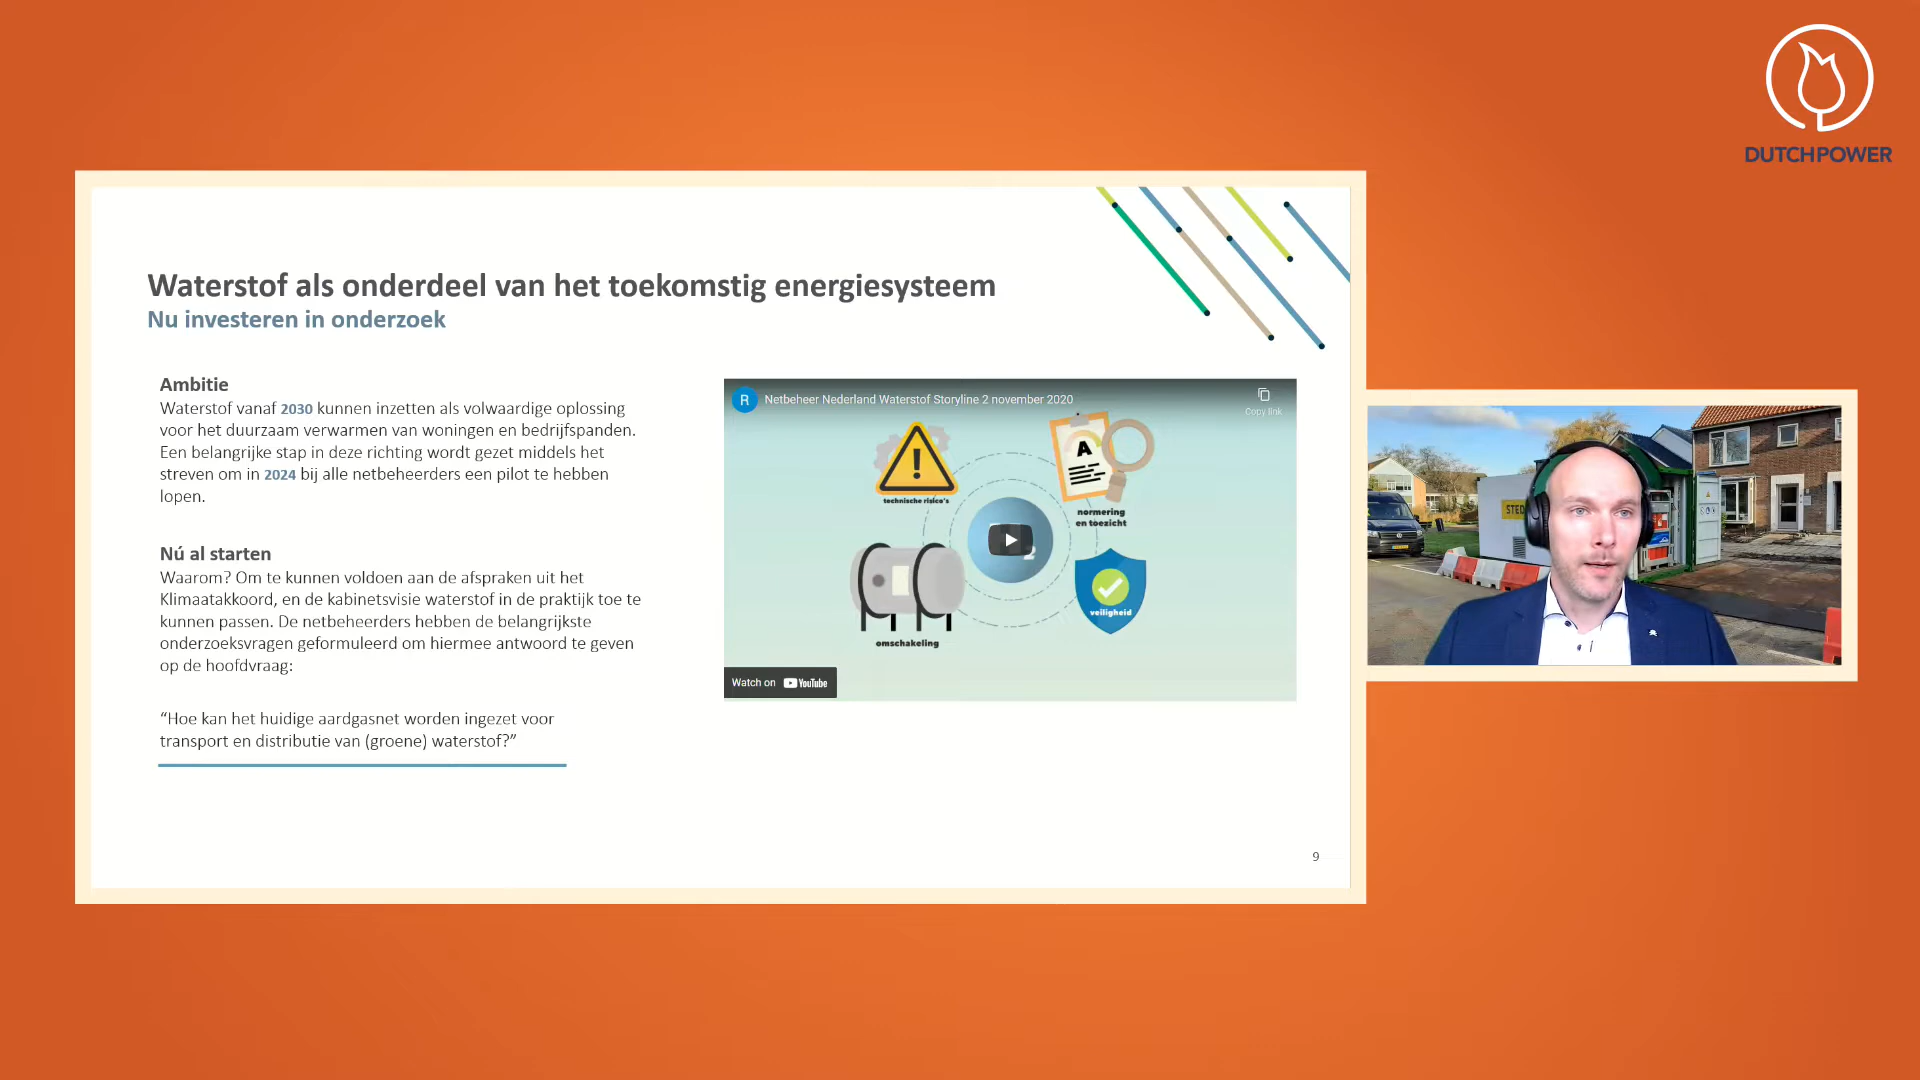 DUTCHPOWER
Waterstof als onderdeel van het toekomstig energiesysteem
Nu investeren in onderzoek
Ambitie
Waterstof vanaf 2030 kunnen inzetten als volwaardige oplossing
voor het duurzaam verwarmen van woningen en bedrijfspanden.
Een belangrijke stap in deze richting wordt gezet middels het
streven om in 2024 bij alle netbeheerders een pilot te hebben
lopen.
Nú al starten
Waarom? Om te kunnen voldoen aan de afspraken uit het
Klimaatakkoord, en de kabinetsvisie waterstof in de praktijk toe te
kunnen passen. De netbeheerders hebben de belangrijkste
onderzoeksvragen geformuleerd om hiermee antwoord te geven
op de hoofdvraag:
“Hoe kan het huidige aardgasnet worden ingezet voor
transport en distributie van (groene) waterstof?”
R
Netbeheer Nederland Waterstof Storyline 2 november 2020
Copy link
technische risico's
A
normering
en toezicht
2
omschakeling
veiligheid
Watch on YouTube
STED
9